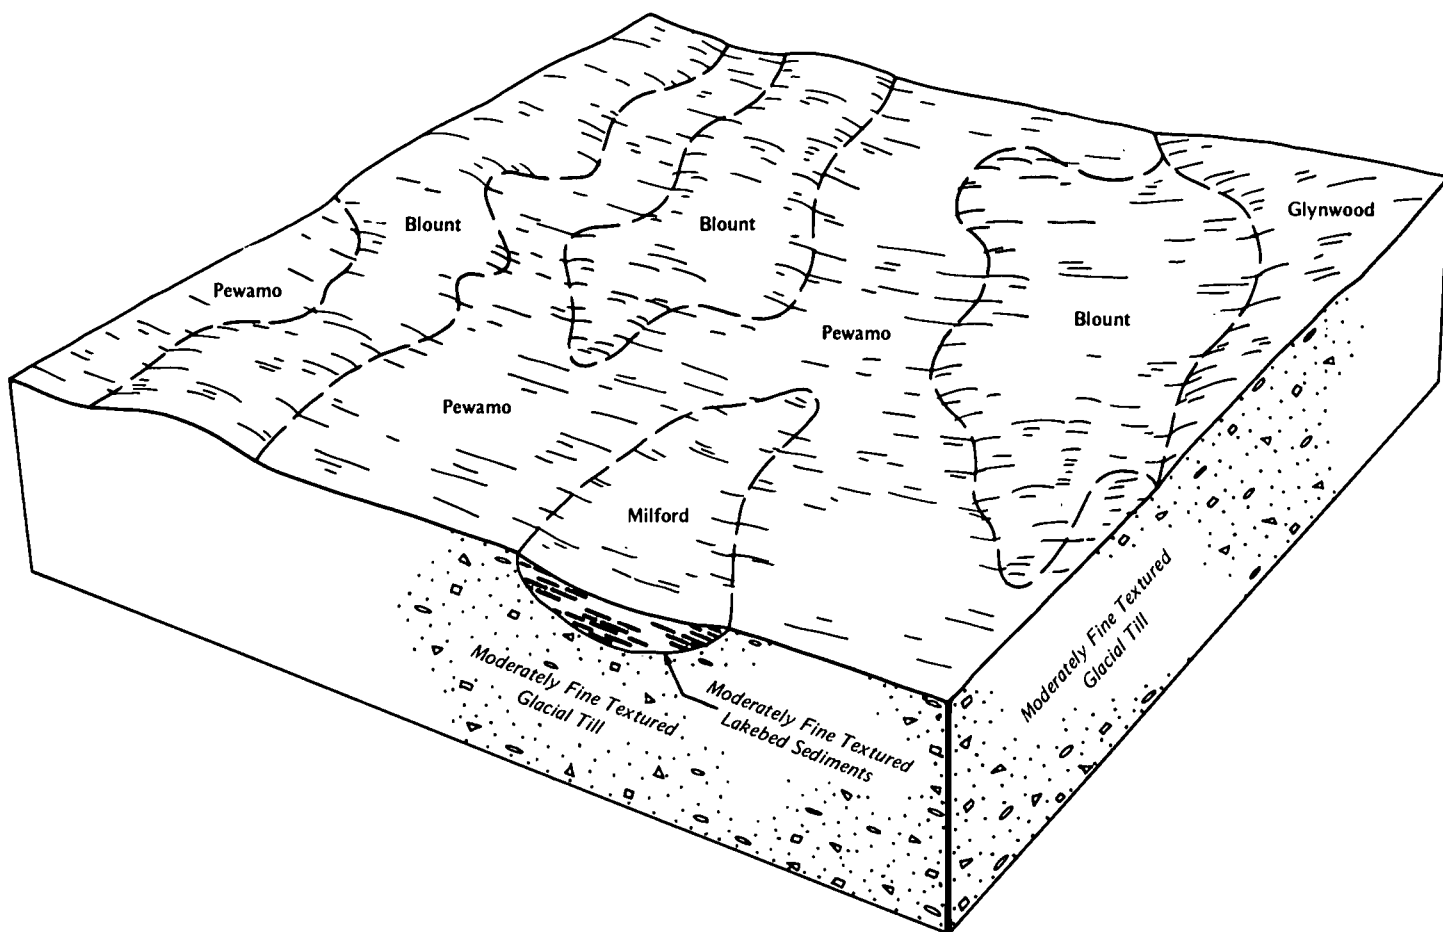 Glynwood
Blount
Blount
Pewamo
Blount
Pewamo
Pewamo
Milford
Moderately Fine Textured
Glacial Till
Moderately Fine Textured
Lakebed Sediments
Moderately Fine Textured
Glacial Till